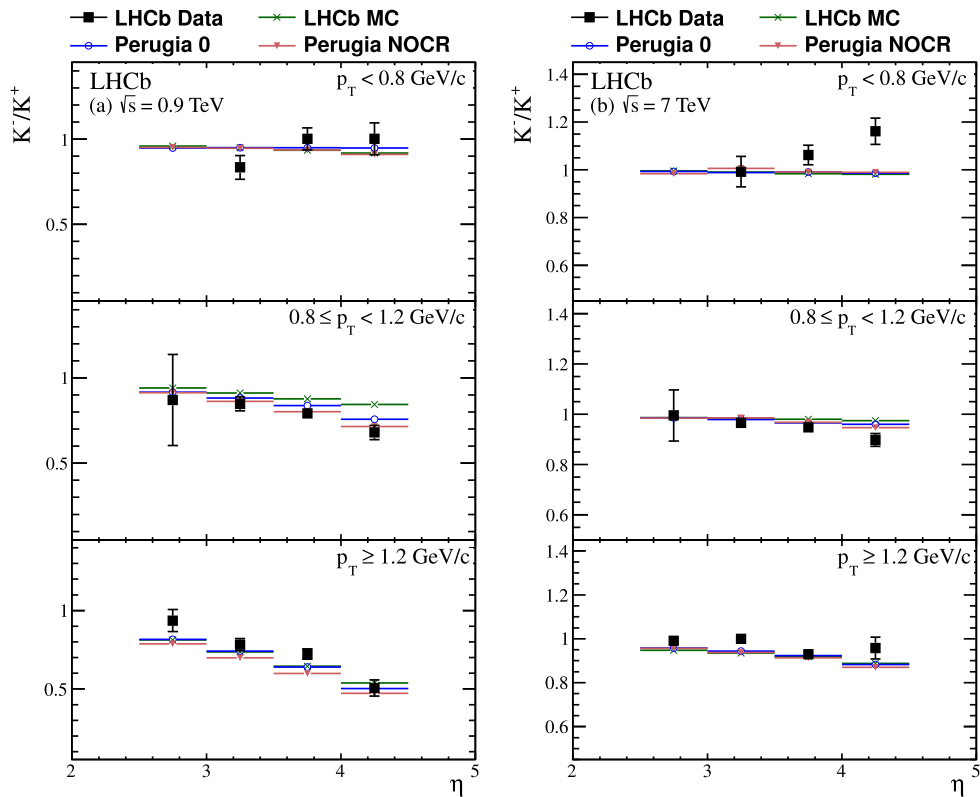 LHCb Data
LHCb MC
Perugia 0
Perugia NOCR
K⁻/K⁺
LHCb
(a) √s = 0.9 TeV
p_T < 0.8 GeV/c
1
0.5
0.8 ≤ p_T < 1.2 GeV/c
1
0.5
p_T ≥ 1.2 GeV/c
1
0.5
2 3 4 5
η
LHCb Data
LHCb MC
Perugia 0
Perugia NOCR
K⁻/K⁺
LHCb
(b) √s = 7 TeV
p_T < 0.8 GeV/c
1.4
1.2
1
0.8
0.6
0.8 ≤ p_T < 1.2 GeV/c
1.4
1.2
1
0.8
0.6
p_T ≥ 1.2 GeV/c
1.4
1.2
1
0.8
0.6
2 3 4 5
η